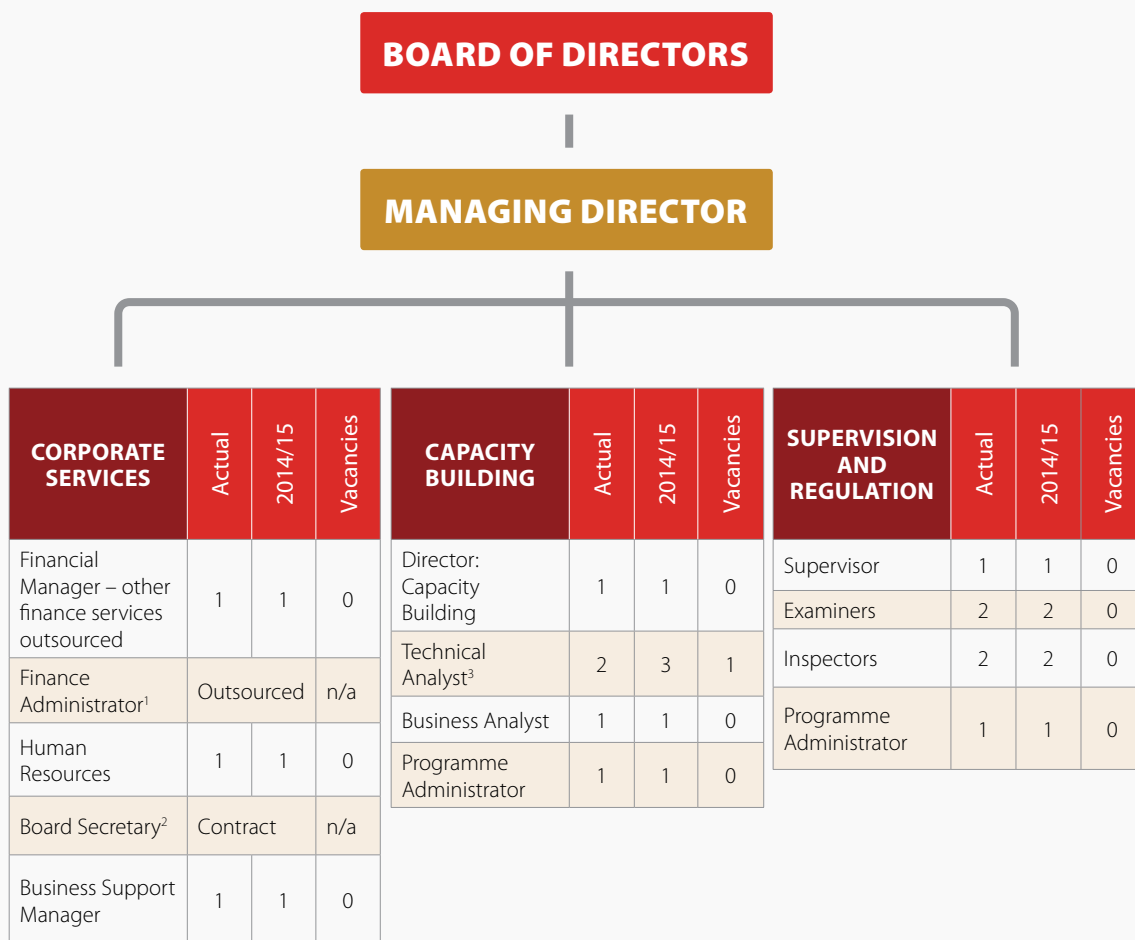 BOARD OF DIRECTORS
MANAGING DIRECTOR
CORPORATE
SERVICES
Actual
2014/15
Vacancies
Financial
Manager – other
finance services
outsourced
1 1 0
Finance
Administrator¹
Outsourced n/a
Human
Resources
1 1 0
Board Secretary² Contract n/a
Business Support
Manager
1 1 0
CAPACITY
BUILDING
Actual
2014/15
Vacancies
Director:
Capacity
Building
1 1 0
Technical
Analyst³
2 3 1
Business Analyst 1 1 0
Programme
Administrator
1 1 0
SUPERVISION
AND
REGULATION
Actual
2014/15
Vacancies
Supervisor 1 1 0
Examiners 2 2 0
Inspectors 2 2 0
Programme
Administrator
1 1 0